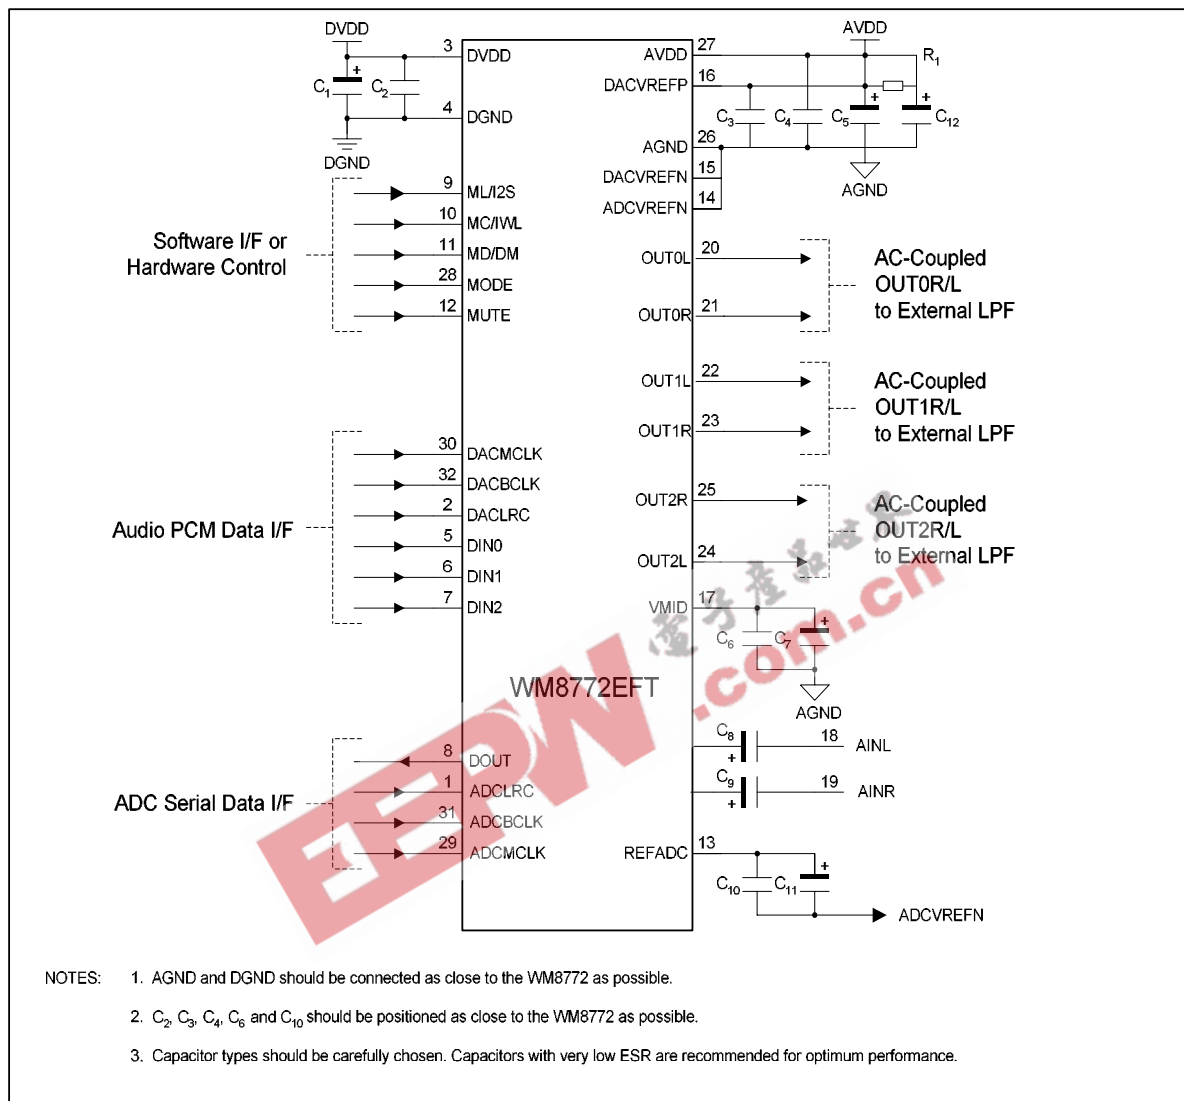 DVDD
3 DVDD
C1 + C2
4 DGND
DGND
AVDD
AVDD 27 R1
DACVREFP 16
C3 C4 C5 + + C12
AGND 26
DACVREFN 15
ADCVREFN 14
AGND
Software I/F or
Hardware Control
9 ML/I2S
10 MC/IWL
11 MD/DM
28 MODE
12 MUTE
OUT0L 20
OUT0R 21
AC-Coupled
OUT0R/L
to External LPF
OUT1L 22
OUT1R 23
AC-Coupled
OUT1R/L
to External LPF
Audio PCM Data I/F
30 DACMCLK
32 DACBCLK
2 DACLRC
5 DIN0
6 DIN1
7 DIN2
OUT2R 25
OUT2L 24
AC-Coupled
OUT2R/L
to External LPF
VMID 17
C6 C7 +
AGND
WM8772EFT
電子產品世界
EEPW.com.cn
C8 + 18 AINL
C9 + 19 AINR
ADC Serial Data I/F
8 DOUT
1 ADCLRC
31 ADCBCLK
29 ADCMCLK
REFADC 13
C10 C11 +
ADCVREFN
NOTES: 1. AGND and DGND should be connected as close to the WM8772 as possible.
2. C2, C3, C4, C6 and C10 should be positioned as close to the WM8772 as possible.
3. Capacitor types should be carefully chosen. Capacitors with very low ESR are recommended for optimum performance.